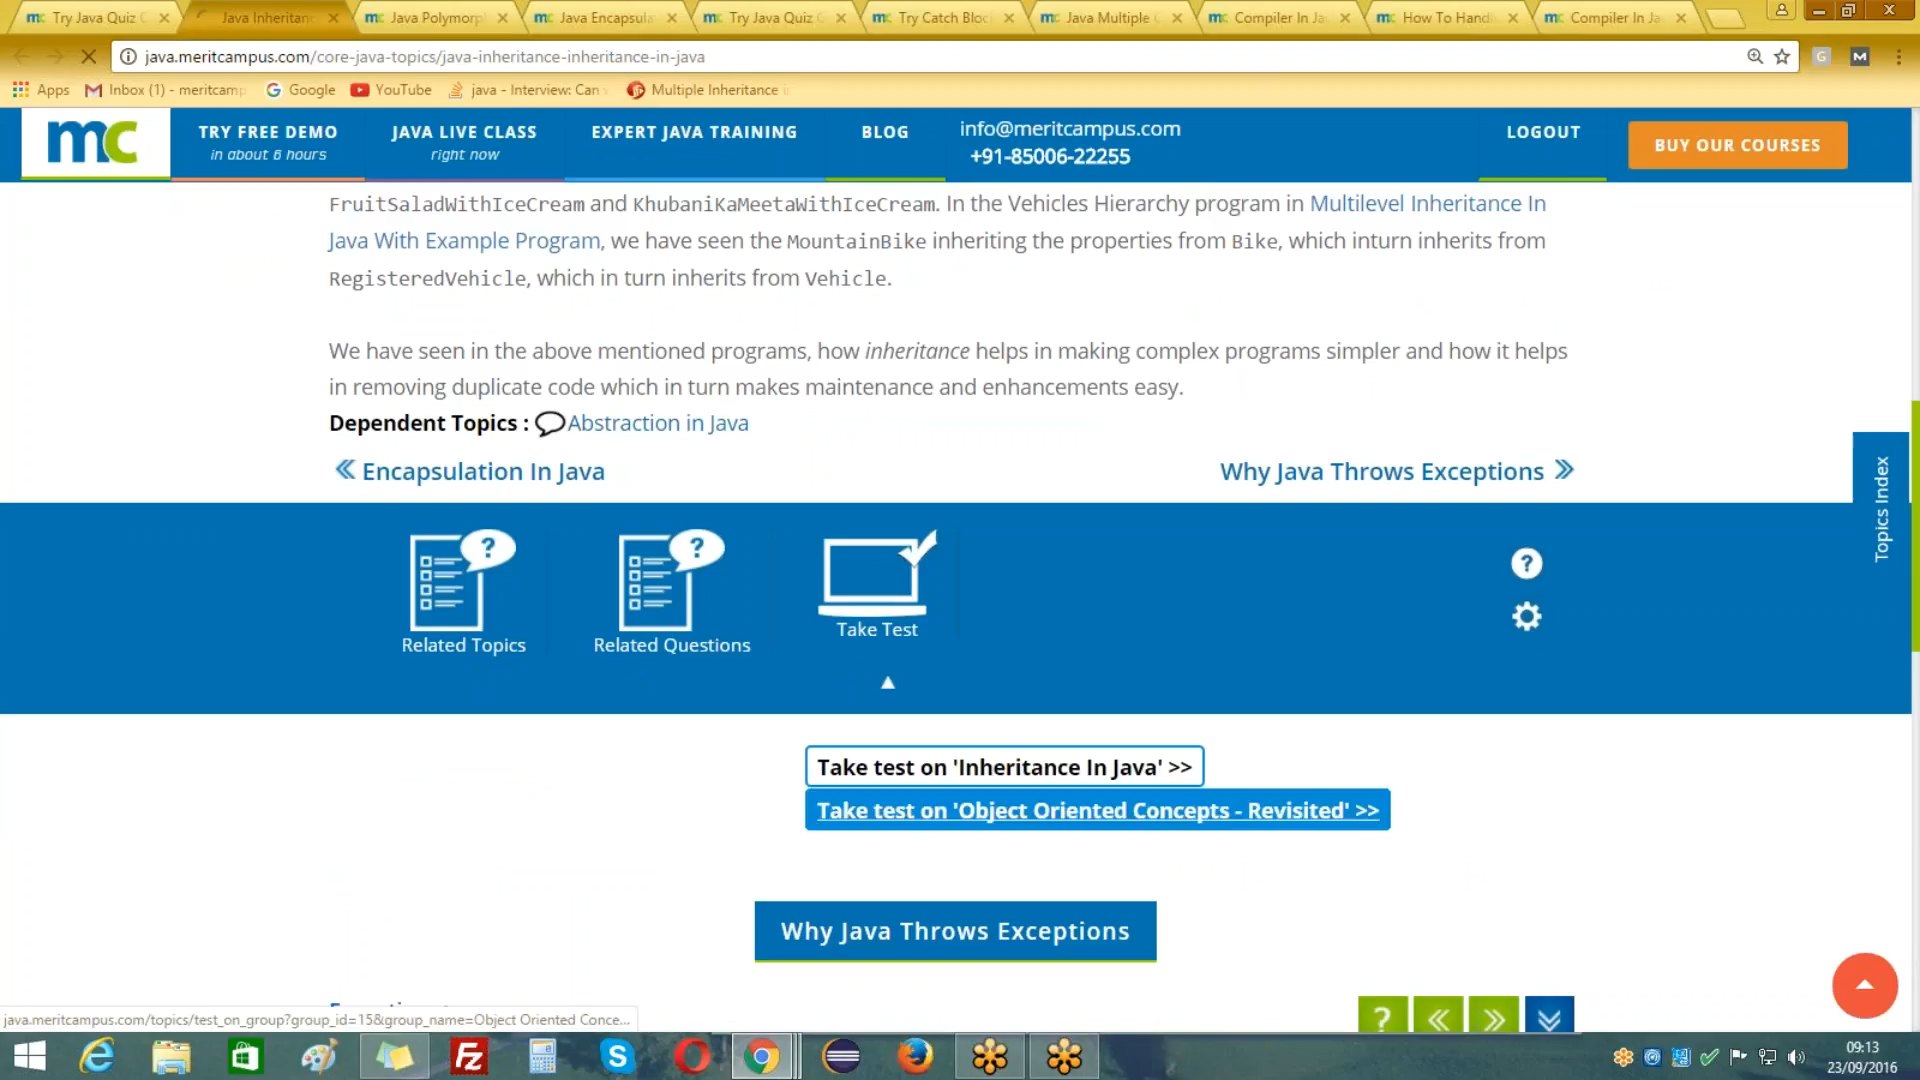 Try Java Quiz
Java Inheritan
Java Polymorp
Java Encapsula
Try Java Quiz
Try Catch Bloc
Java Multiple
Compiler In Ja
How To Handl
Compiler In Ja
java.meritcampus.com/core-java-topics/java-inheritance-inheritance-in-java
G
M
Apps
Inbox (1) - meritcamp
Google
YouTube
java - Interview: Can
Multiple Inheritance i
mc
TRY FREE DEMO
in about 6 hours
JAVA LIVE CLASS
right now
EXPERT JAVA TRAINING
BLOG
info@meritcampus.com
+91-85006-22255
LOGOUT
BUY OUR COURSES
FruitSaladWithIceCream and KhubaniKaMeetaWithIceCream. In the Vehicles Hierarchy program in Multilevel Inheritance In
Java With Example Program, we have seen the MountainBike inheriting the properties from Bike, which inturn inherits from
RegisteredVehicle, which in turn inherits from Vehicle.
We have seen in the above mentioned programs, how inheritance helps in making complex programs simpler and how it helps
in removing duplicate code which in turn makes maintenance and enhancements easy.
Dependent Topics : Abstraction in Java
« Encapsulation In Java
Why Java Throws Exceptions »
Topics Index
Related Topics
Related Questions
Take Test
Take test on 'Inheritance In Java' >>
Take test on 'Object Oriented Concepts - Revisited' >>
Why Java Throws Exceptions
java.meritcampus.com/topics/test_on_group?group_id=15&group_name=Object Oriented Conce...
09:13
23/09/2016